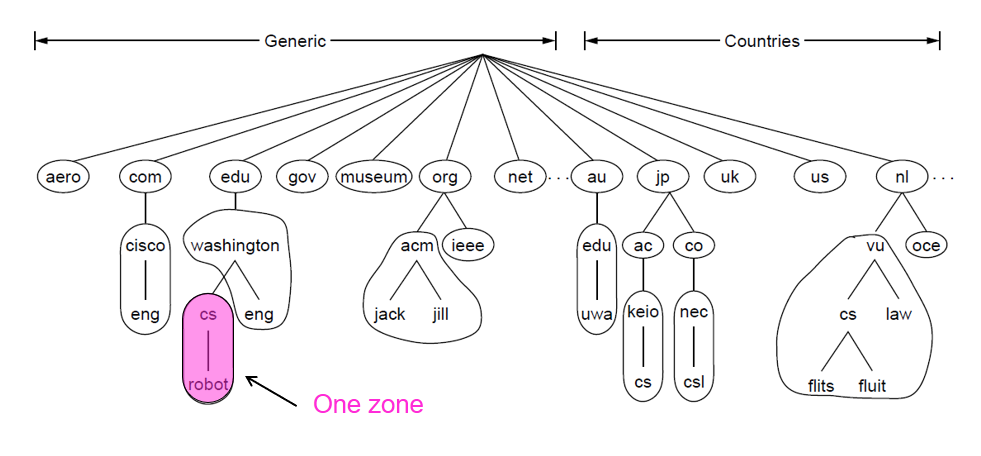 Generic Countries
aero com edu gov museum org net ... au jp uk us nl ...
cisco washington acm ieee edu ac co vu oce
eng cs eng jack jill uwa keio nec cs law
robot cs csl flits fluit
One zone